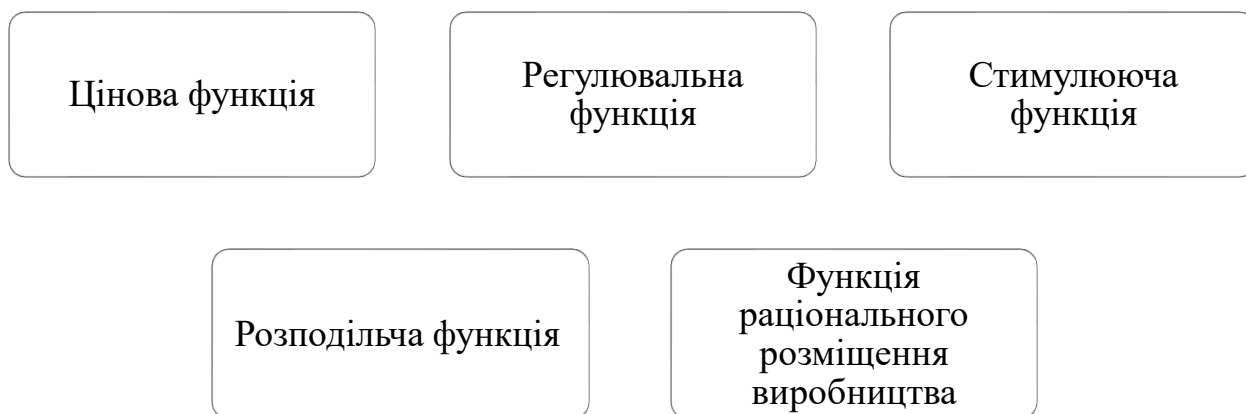 Цінова функція
Регулювальна
функція
Стимулююча
функція
Розподільча функція
Функція
раціонального
розміщення
виробництва